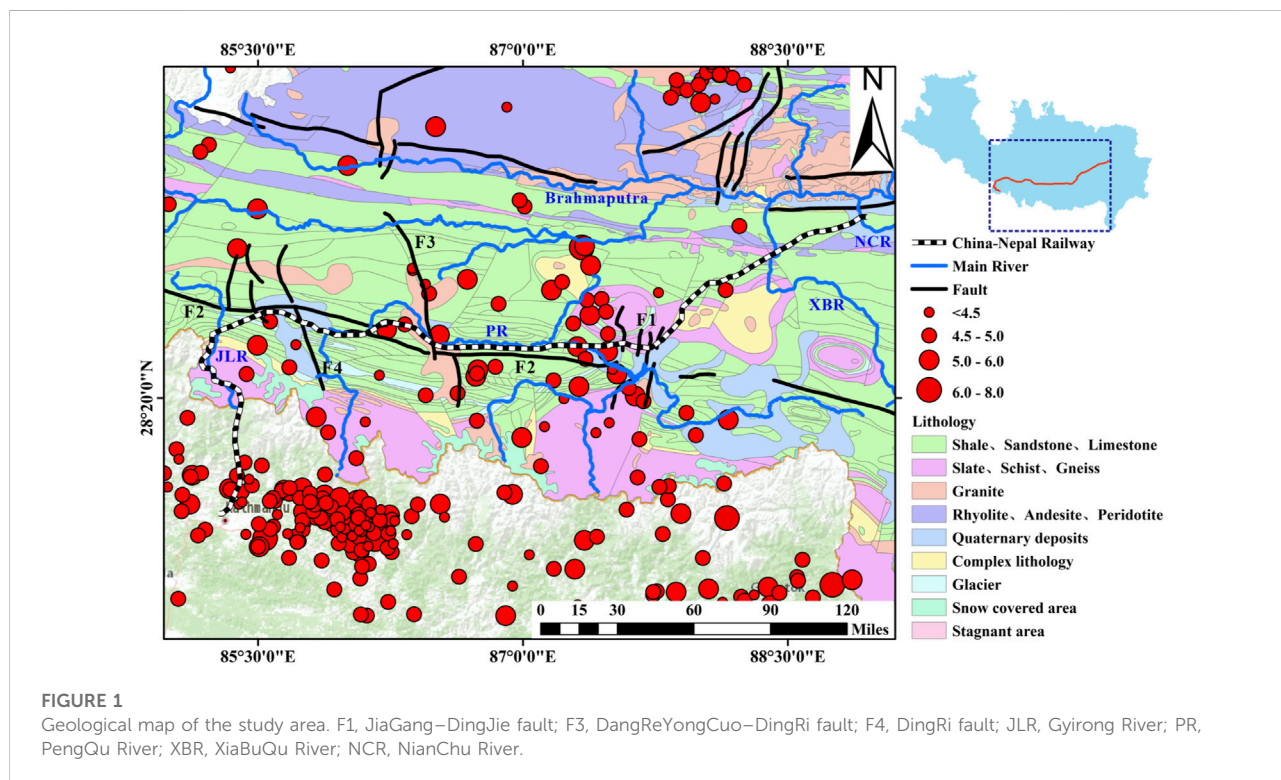 85°30'0"E 87°0'0"E 88°30'0"E
N
Brahmaputra
NCR
F3
XBR
F2
F1
PR
JLR
F4
F2
28°20'0"N
0 15 30 60 90 120
Miles
85°30'0"E 87°0'0"E 88°30'0"E
China-Nepal Railway
Main River
Fault
<4.5
4.5 - 5.0
5.0 - 6.0
6.0 - 8.0
Lithology
Shale、Sandstone、Limestone
Slate、Schist、Gneiss
Granite
Rhyolite、Andesite、Peridotite
Quaternary deposits
Complex lithology
Glacier
Snow covered area
Stagnant area
FIGURE 1
Geological map of the study area. F1, JiaGang–DingJie fault; F3, DangReYongCuo–DingRi fault; F4, DingRi fault; JLR, Gyirong River; PR,
PengQu River; XBR, XiaBuQu River; NCR, NianChu River.